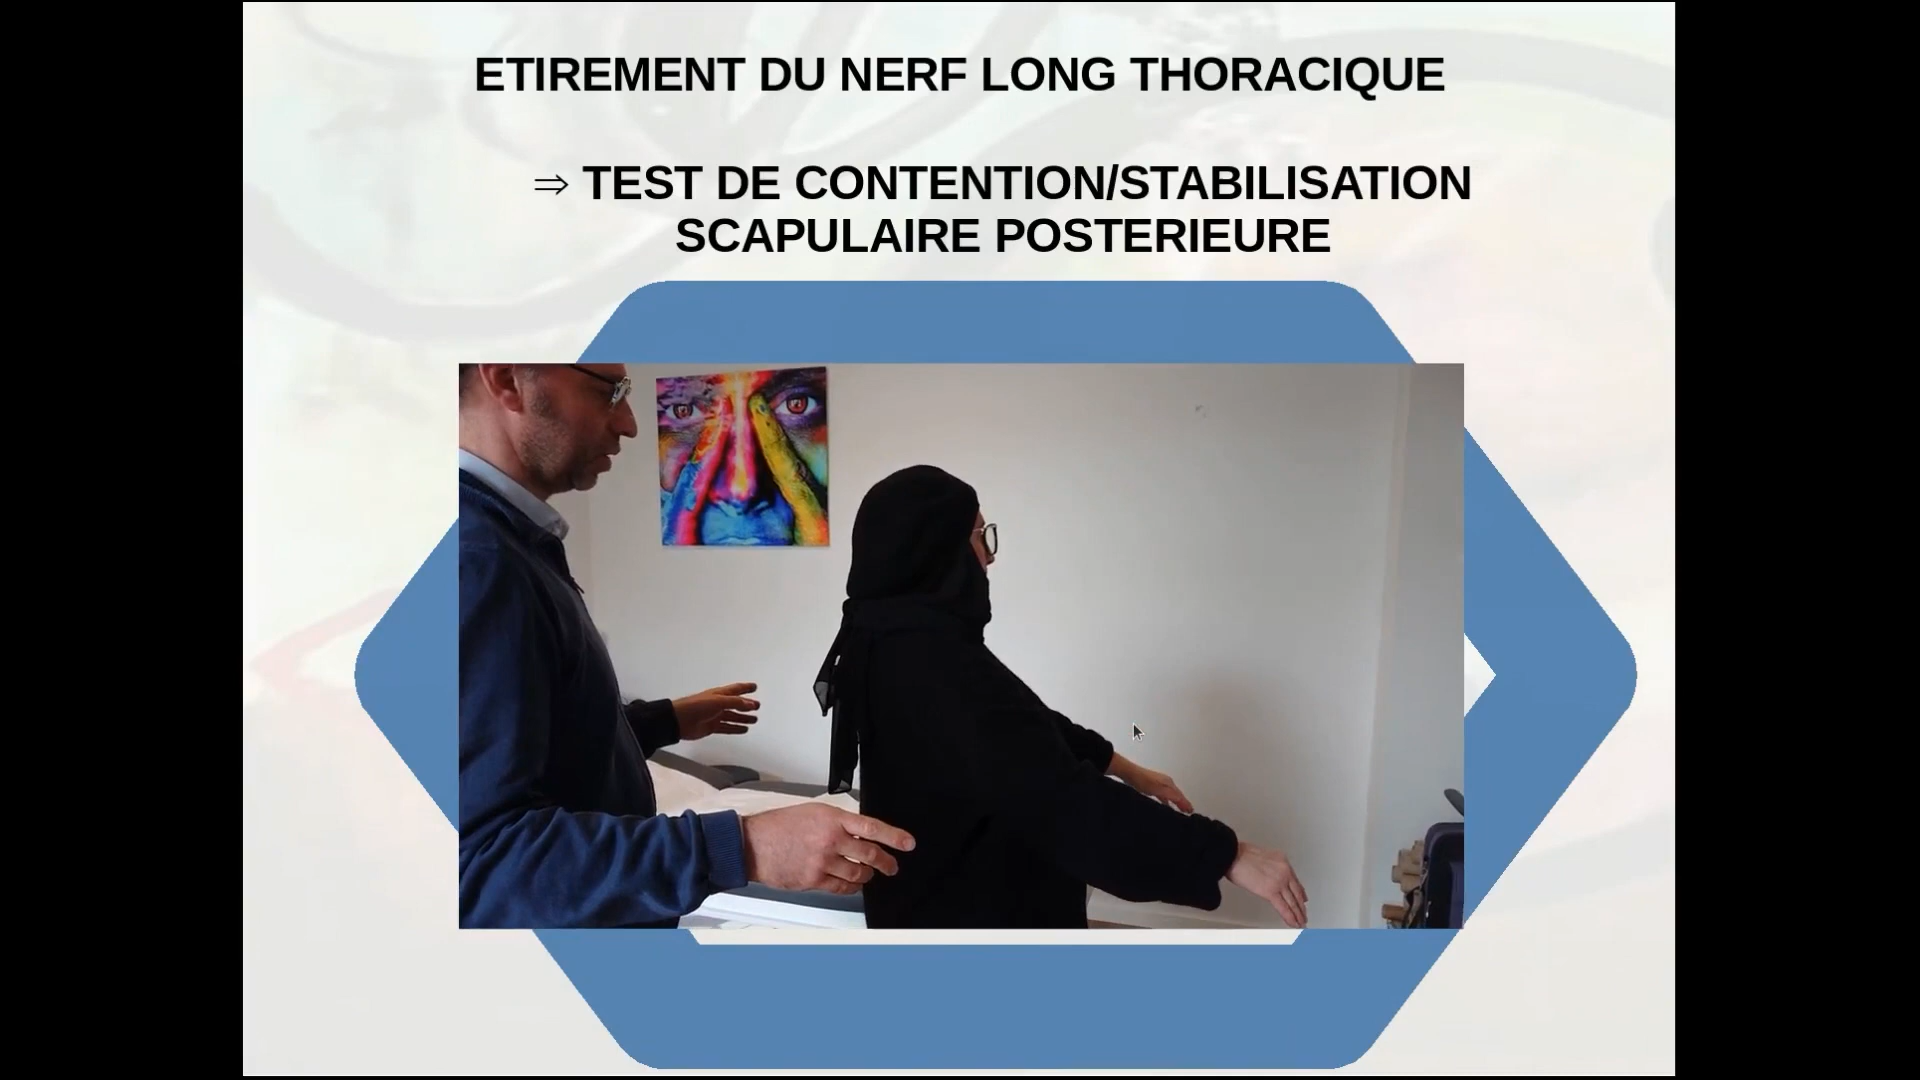 ETIREMENT DU NERF LONG THORACIQUE
⇒ TEST DE CONTENTION/STABILISATION
SCAPULAIRE POSTERIEURE